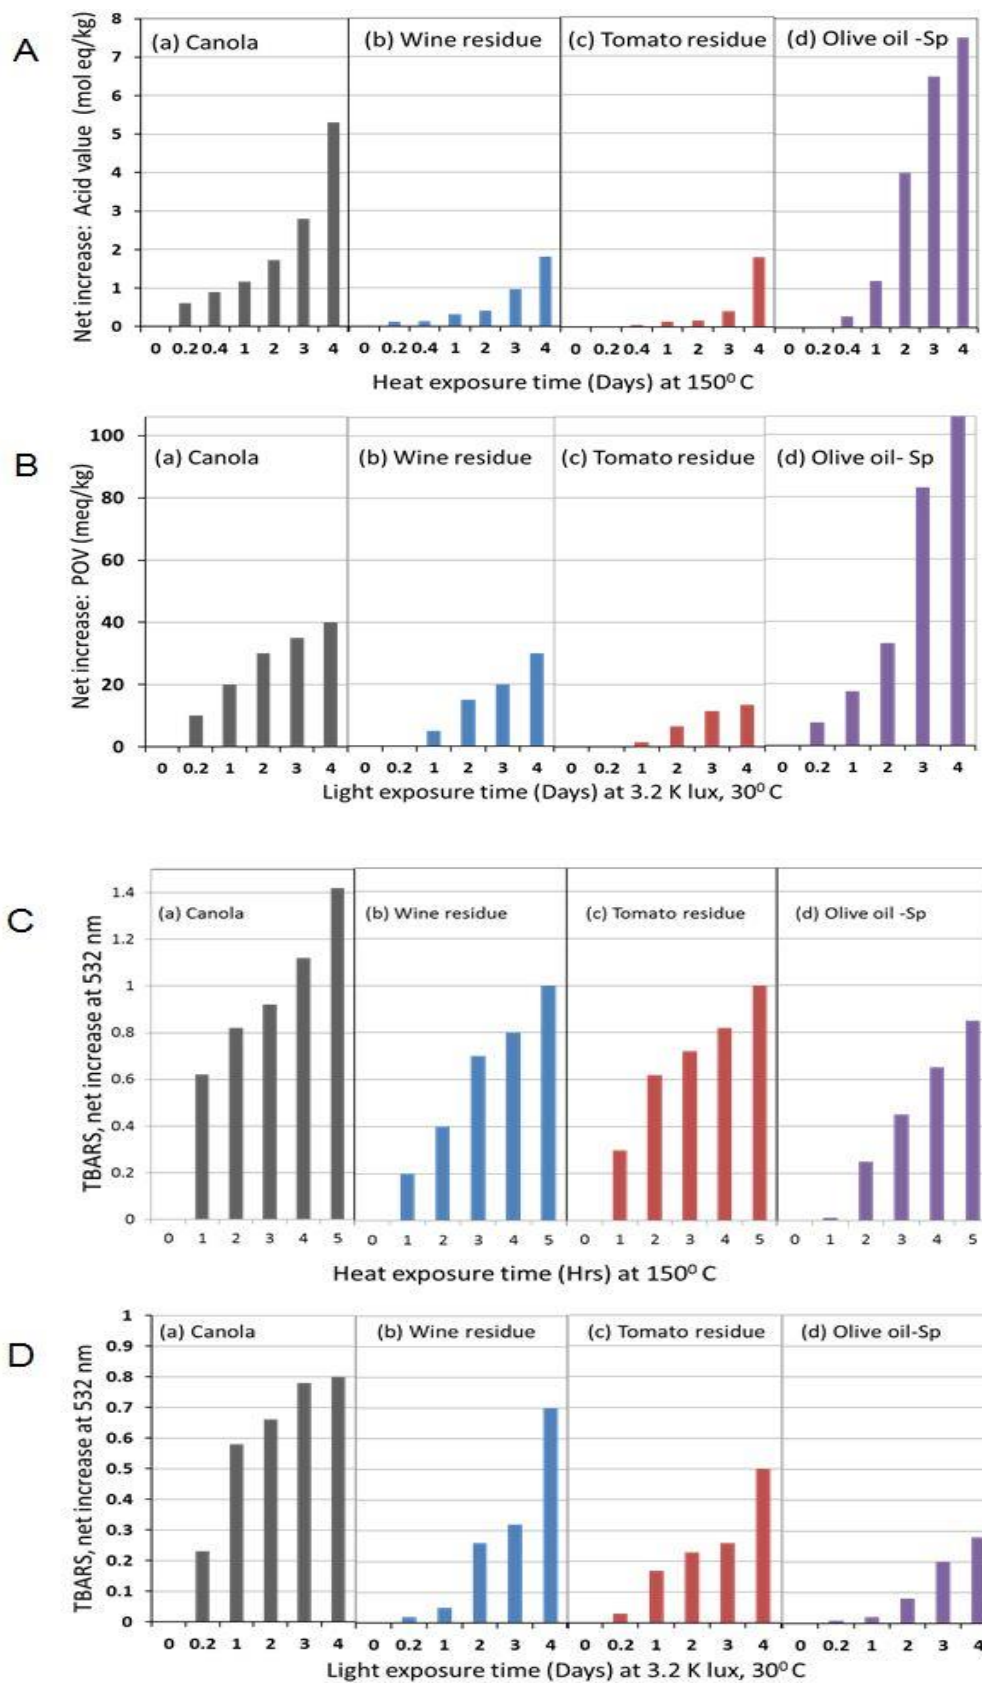 A
Net increase: Acid value (mol eq/kg)
8
7
6
5
4
3
2
1
0
(a) Canola (b) Wine residue (c) Tomato residue (d) Olive oil -Sp
0 0.2 0.4 1 2 3 4 0 0.2 0.4 1 2 3 4 0 0.2 0.4 1 2 3 4 0 0.2 0.4 1 2 3 4
Heat exposure time (Days) at 150⁰ C
B
Net increase: POV (meq/kg)
100
80
60
40
20
0
(a) Canola (b) Wine residue (c) Tomato residue (d) Olive oil- Sp
0 0.2 1 2 3 4 0 0.2 1 2 3 4 0 0.2 1 2 3 4 0 0.2 1 2 3 4
Light exposure time (Days) at 3.2 K lux, 30⁰ C
C
TBARS, net increase at 532 nm
1.4
1.2
1
0.8
0.6
0.4
0.2
0
(a) Canola (b) Wine residue (c) Tomato residue (d) Olive oil -Sp
0 1 2 3 4 5 0 1 2 3 4 5 0 1 2 3 4 5 0 1 2 3 4 5
Heat exposure time (Hrs) at 150⁰ C
D
TBARS, net increase at 532 nm
1
0.9
0.8
0.7
0.6
0.5
0.4
0.3
0.2
0.1
0
(a) Canola (b) Wine residue (c) Tomato residue (d) Olive oil-Sp
0 0.2 1 2 3 4 0 0.2 1 2 3 4 0 0.2 1 2 3 4 0 0.2 1 2 3 4
Light exposure time (Days) at 3.2 K lux, 30⁰ C